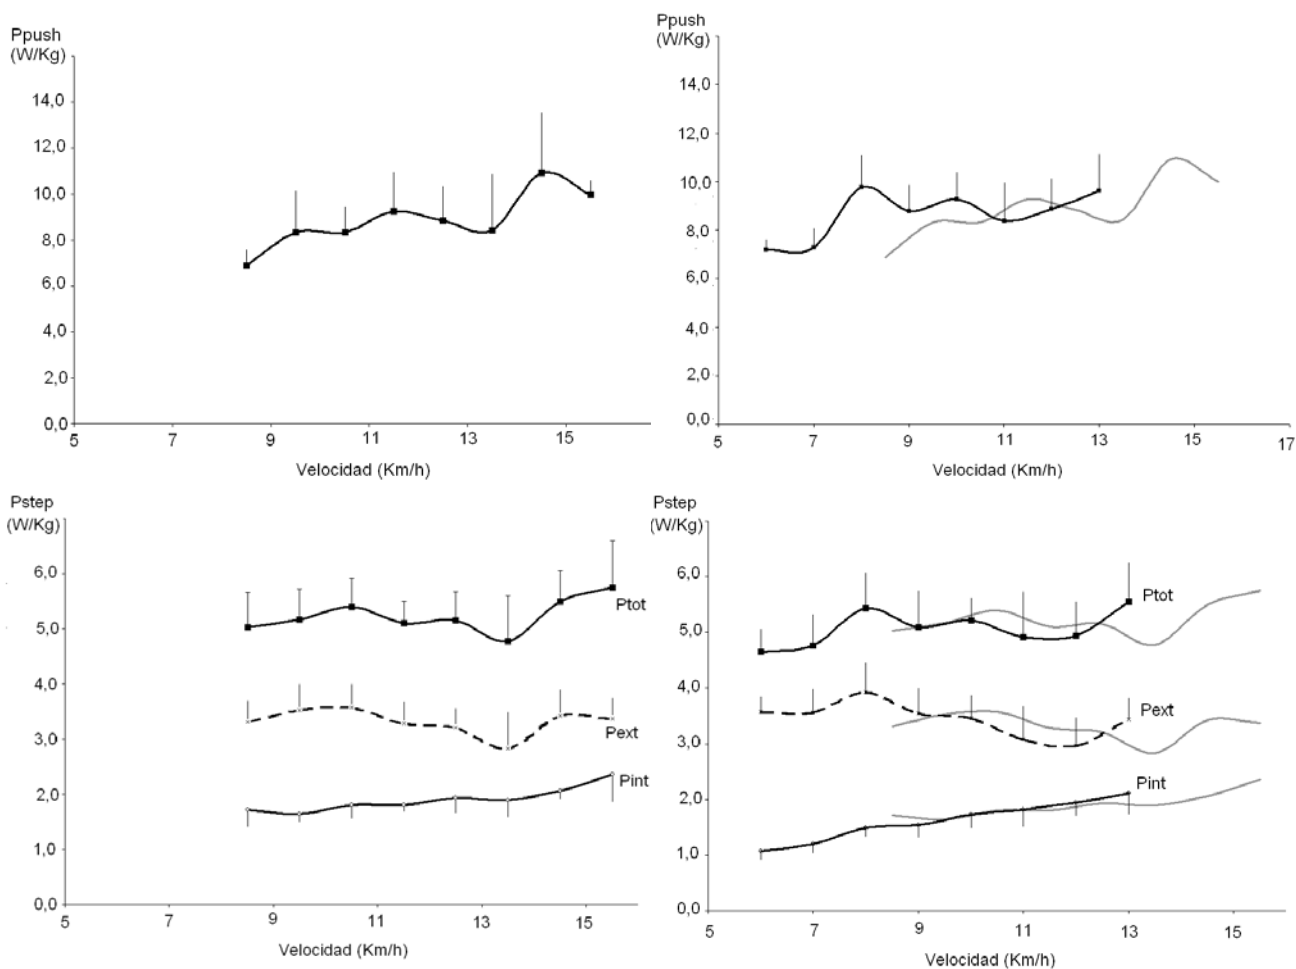 Ppush
(W/Kg)
14,0
12,0
10,0
8,0
6,0
4,0
2,0
0,0
5 7 9 11 13 15
Velocidad (Km/h)
Ppush
(W/Kg)
14,0
12,0
10,0
8,0
6,0
4,0
2,0
0,0
5 7 9 11 13 15 17
Velocidad (Km/h)
Pstep
(W/Kg)
6,0
5,0
4,0
3,0
2,0
1,0
0,0
Ptot
Pext
Pint
5 7 9 11 13 15
Velocidad (Km/h)
Pstep
(W/Kg)
6,0
5,0
4,0
3,0
2,0
1,0
0,0
Ptot
Pext
Pint
5 7 9 11 13 15
Velocidad (Km/h)